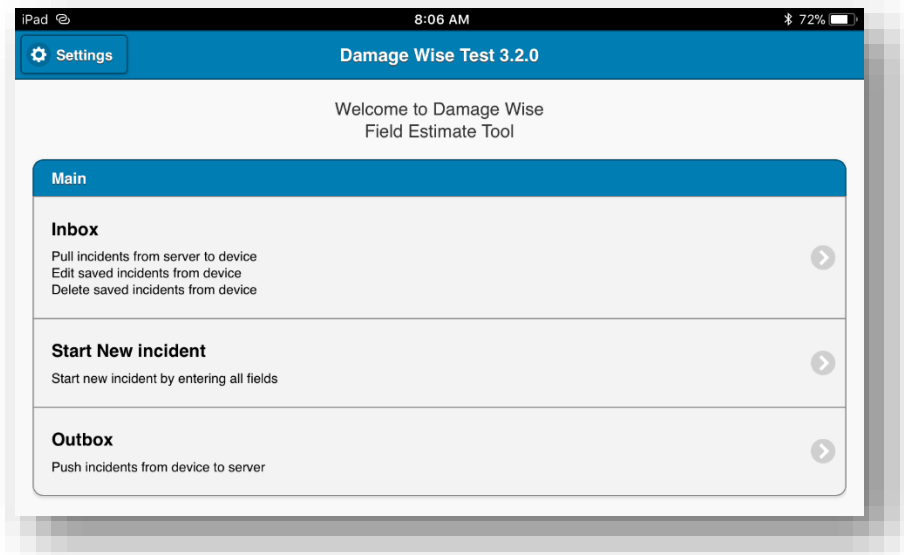 iPad 8:06 AM 72%
Settings Damage Wise Test 3.2.0
Welcome to Damage Wise
Field Estimate Tool
Main
Inbox
Pull incidents from server to device
Edit saved incidents from device
Delete saved incidents from device
Start New incident
Start new incident by entering all fields
Outbox
Push incidents from device to server